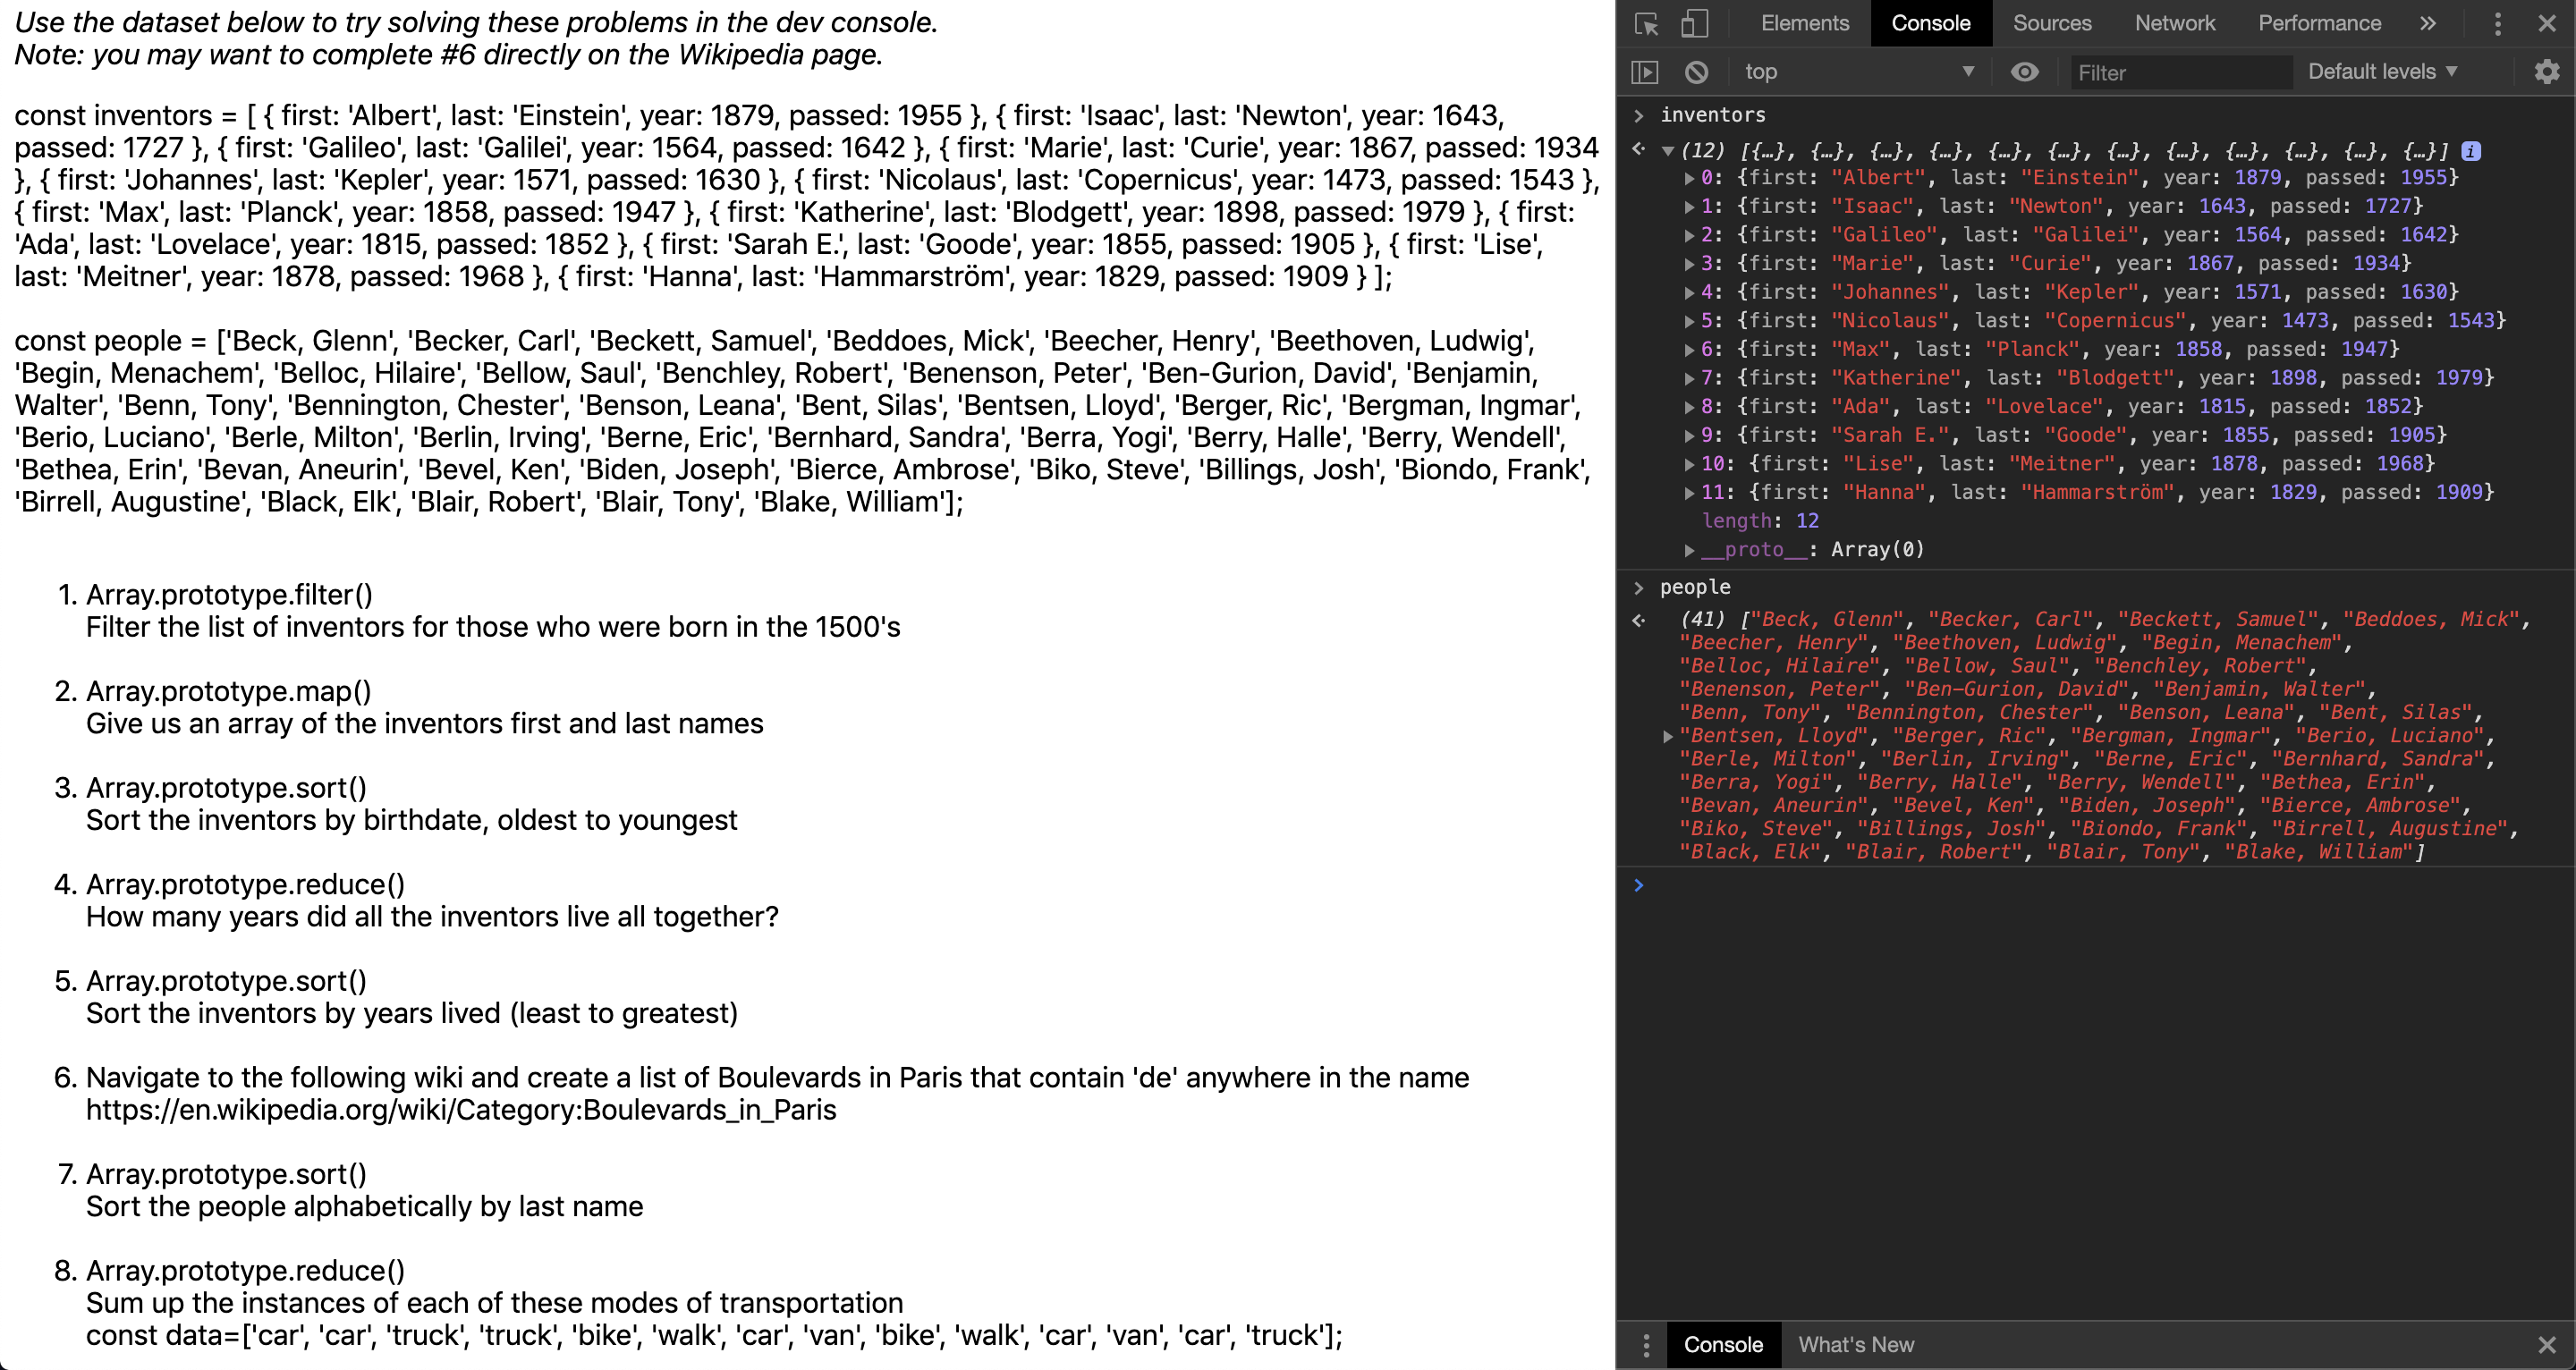 Use the dataset below to try solving these problems in the dev console.
Note: you may want to complete #6 directly on the Wikipedia page.
const inventors = [ { first: 'Albert', last: 'Einstein', year: 1879, passed: 1955 }, { first: 'Isaac', last: 'Newton', year: 1643,
passed: 1727 }, { first: 'Galileo', last: 'Galilei', year: 1564, passed: 1642 }, { first: 'Marie', last: 'Curie', year: 1867, passed: 1934
}, { first: 'Johannes', last: 'Kepler', year: 1571, passed: 1630 }, { first: 'Nicolaus', last: 'Copernicus', year: 1473, passed: 1543 },
{ first: 'Max', last: 'Planck', year: 1858, passed: 1947 }, { first: 'Katherine', last: 'Blodgett', year: 1898, passed: 1979 }, { first:
'Ada', last: 'Lovelace', year: 1815, passed: 1852 }, { first: 'Sarah E.', last: 'Goode', year: 1855, passed: 1905 }, { first: 'Lise',
last: 'Meitner', year: 1878, passed: 1968 }, { first: 'Hanna', last: 'Hammarström', year: 1829, passed: 1909 } ];
const people = ['Beck, Glenn', 'Becker, Carl', 'Beckett, Samuel', 'Beddoes, Mick', 'Beecher, Henry', 'Beethoven, Ludwig',
'Begin, Menachem', 'Belloc, Hilaire', 'Bellow, Saul', 'Benchley, Robert', 'Benenson, Peter', 'Ben-Gurion, David', 'Benjamin,
Walter', 'Benn, Tony', 'Bennington, Chester', 'Benson, Leana', 'Bent, Silas', 'Bentsen, Lloyd', 'Berger, Ric', 'Bergman, Ingmar',
'Berio, Luciano', 'Berle, Milton', 'Berlin, Irving', 'Berne, Eric', 'Bernhard, Sandra', 'Berra, Yogi', 'Berry, Halle', 'Berry, Wendell',
'Bethea, Erin', 'Bevan, Aneurin', 'Bevel, Ken', 'Biden, Joseph', 'Bierce, Ambrose', 'Biko, Steve', 'Billings, Josh', 'Biondo, Frank',
'Birrell, Augustine', 'Black, Elk', 'Blair, Robert', 'Blair, Tony', 'Blake, William'];
1. Array.prototype.filter()
Filter the list of inventors for those who were born in the 1500's
2. Array.prototype.map()
Give us an array of the inventors first and last names
3. Array.prototype.sort()
Sort the inventors by birthdate, oldest to youngest
4. Array.prototype.reduce()
How many years did all the inventors live all together?
5. Array.prototype.sort()
Sort the inventors by years lived (least to greatest)
6. Navigate to the following wiki and create a list of Boulevards in Paris that contain 'de' anywhere in the name
https://en.wikipedia.org/wiki/Category:Boulevards_in_Paris
7. Array.prototype.sort()
Sort the people alphabetically by last name
8. Array.prototype.reduce()
Sum up the instances of each of these modes of transportation
const data=['car', 'car', 'truck', 'truck', 'bike', 'walk', 'car', 'van', 'bike', 'walk', 'car', 'van', 'car', 'truck'];
Elements Console Sources Network Performance »
top Filter Default levels
inventors
(12) [{…}, {…}, {…}, {…}, {…}, {…}, {…}, {…}, {…}, {…}, {…}, {…}] i
0: {first: "Albert", last: "Einstein", year: 1879, passed: 1955}
1: {first: "Isaac", last: "Newton", year: 1643, passed: 1727}
2: {first: "Galileo", last: "Galilei", year: 1564, passed: 1642}
3: {first: "Marie", last: "Curie", year: 1867, passed: 1934}
4: {first: "Johannes", last: "Kepler", year: 1571, passed: 1630}
5: {first: "Nicolaus", last: "Copernicus", year: 1473, passed: 1543}
6: {first: "Max", last: "Planck", year: 1858, passed: 1947}
7: {first: "Katherine", last: "Blodgett", year: 1898, passed: 1979}
8: {first: "Ada", last: "Lovelace", year: 1815, passed: 1852}
9: {first: "Sarah E.", last: "Goode", year: 1855, passed: 1905}
10: {first: "Lise", last: "Meitner", year: 1878, passed: 1968}
11: {first: "Hanna", last: "Hammarström", year: 1829, passed: 1909}
length: 12
__proto__: Array(0)
people
(41) ["Beck, Glenn", "Becker, Carl", "Beckett, Samuel", "Beddoes, Mick",
"Beecher, Henry", "Beethoven, Ludwig", "Begin, Menachem",
"Belloc, Hilaire", "Bellow, Saul", "Benchley, Robert",
"Benenson, Peter", "Ben-Gurion, David", "Benjamin, Walter",
"Benn, Tony", "Bennington, Chester", "Benson, Leana", "Bent, Silas",
"Bentsen, Lloyd", "Berger, Ric", "Bergman, Ingmar", "Berio, Luciano",
"Berle, Milton", "Berlin, Irving", "Berne, Eric", "Bernhard, Sandra",
"Berra, Yogi", "Berry, Halle", "Berry, Wendell", "Bethea, Erin",
"Bevan, Aneurin", "Bevel, Ken", "Biden, Joseph", "Bierce, Ambrose",
"Biko, Steve", "Billings, Josh", "Biondo, Frank", "Birrell, Augustine",
"Black, Elk", "Blair, Robert", "Blair, Tony", "Blake, William"]
Console What's New